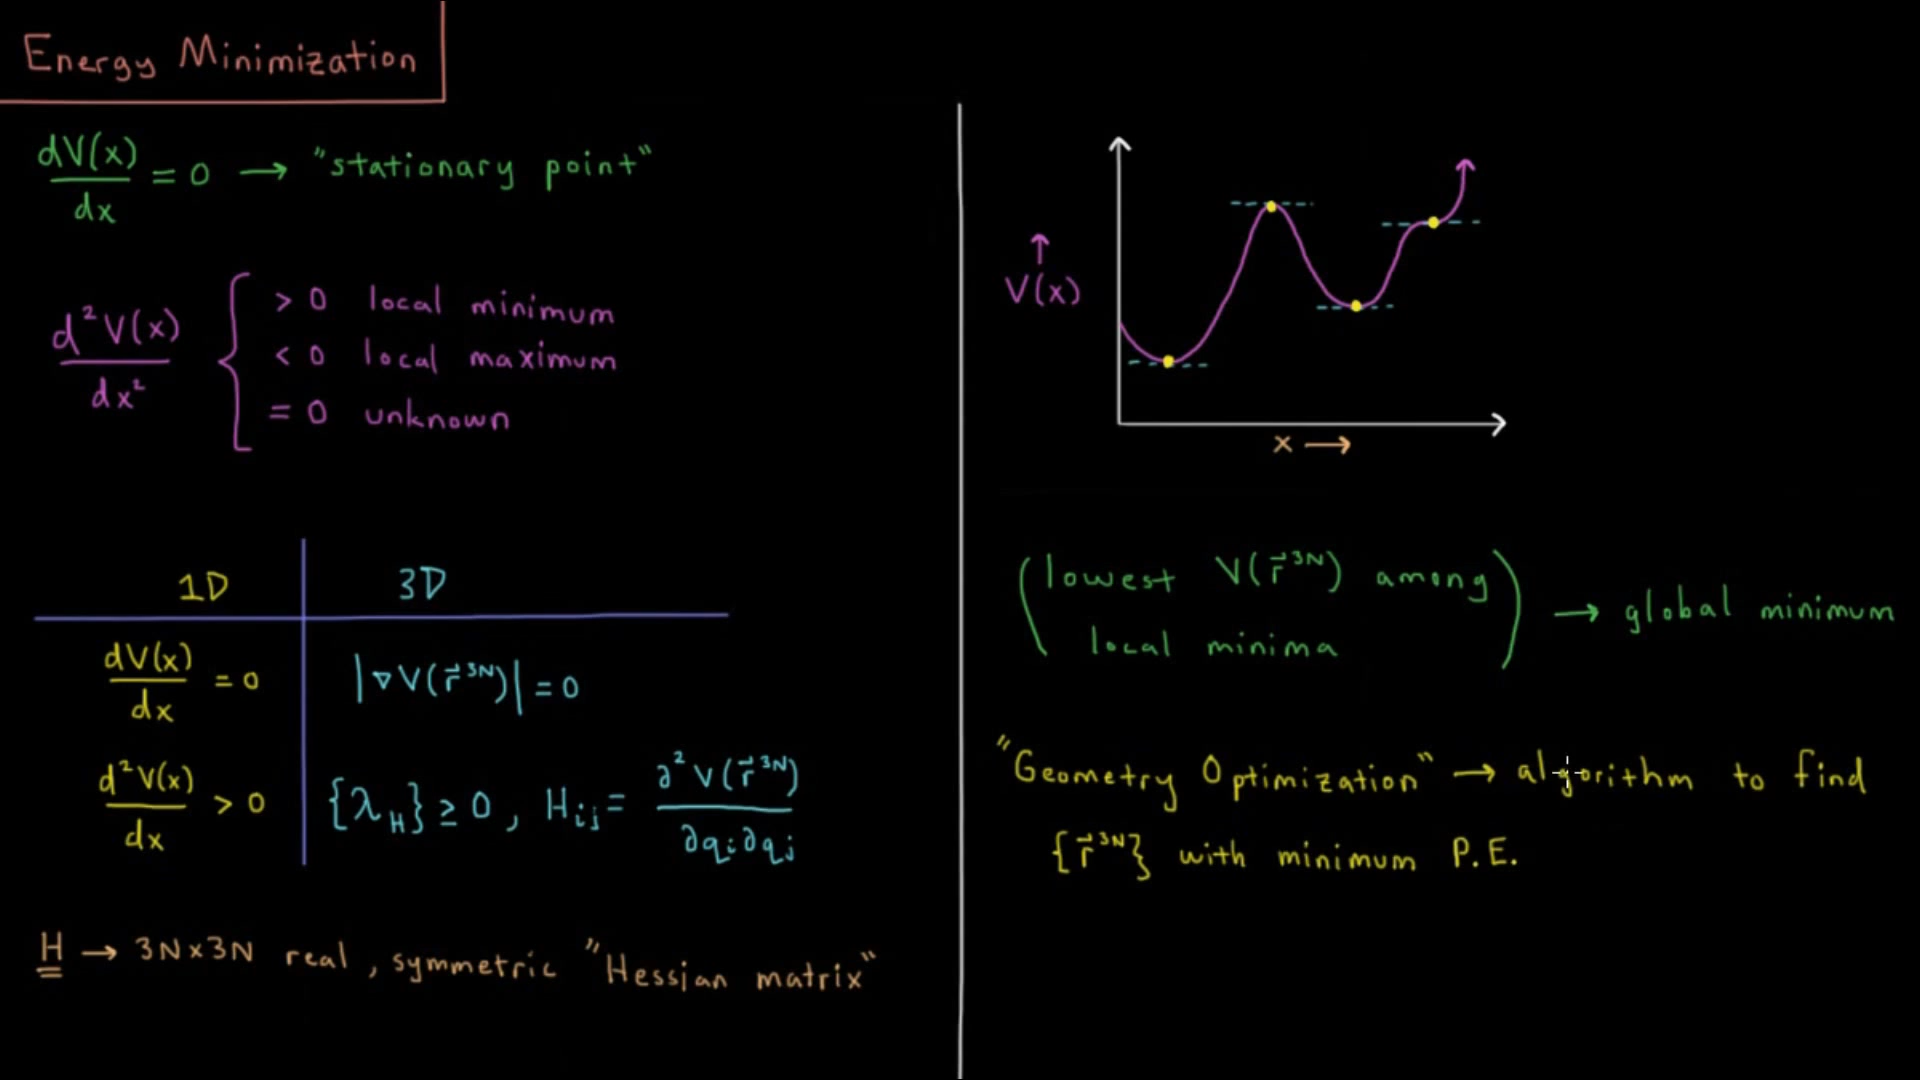 Energy Minimization
dV(x)/dx = 0 → "stationary point"
d²V(x)/dx² { > 0 local minimum
< 0 local maximum
= 0 unknown
1D 3D
dV(x)/dx = 0 |∇V(r⃗³ᴺ)| = 0
d²V(x)/dx > 0 {λ_H} ≥ 0, H_ij = ∂²V(r⃗³ᴺ)/∂q_i∂q_j
H → 3N×3N real, symmetric "Hessian matrix"
↑
V(x)
x →
(lowest V(r⃗³ᴺ) among
local minima) → global minimum
"Geometry Optimization" → algorithm to find
{r⃗³ᴺ} with minimum P.E.